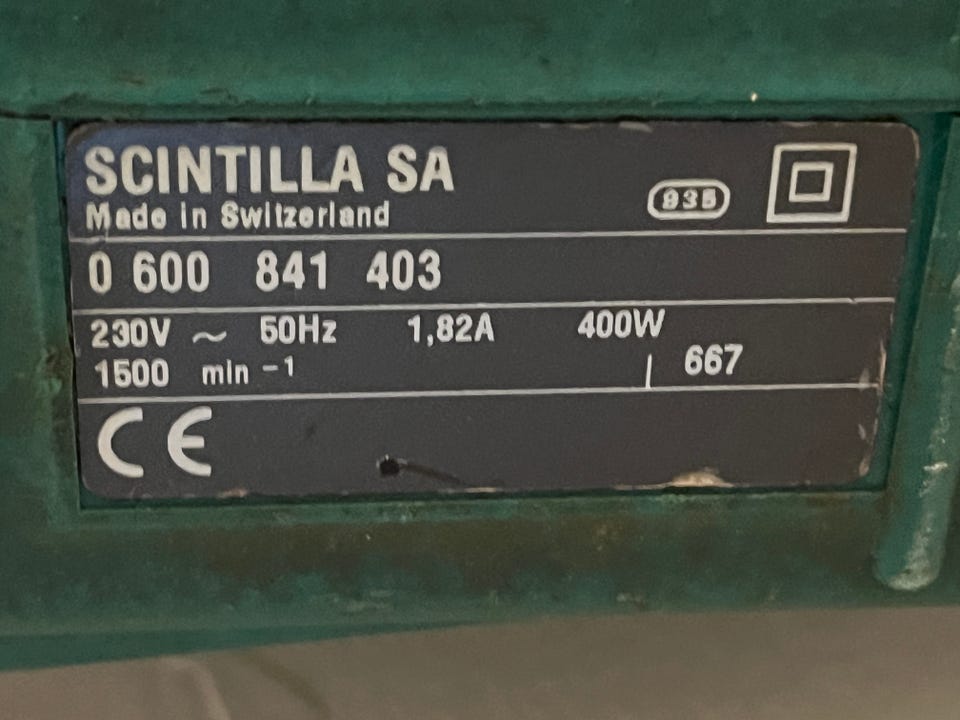 SCINTILLA SA
Made in Switzerland
935
0 600 841 403
230V ~ 50Hz 1,82A 400W
1500 min -1
667
CE